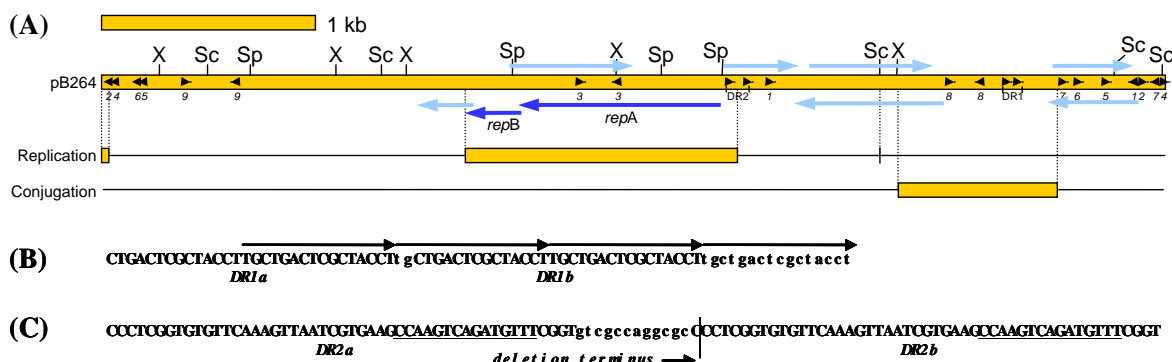 (A) 1 kb
X Sc Sp X Sc X Sp X Sp Sp Sc X Sc Sc
pB264
2 4 6 5 9 9 3 3 DR2 1 8 8 DR1 7 6 5 1 2 7 4
repB repA
Replication
Conjugation
(B) CTGACTCGCTACCTTGCTGACTCGCTACCTtgCTGACTCGCTACCTTGCTGACTCGCTACCTtgctgactcgctacct
DR1a DR1b
(C) CCCTCGGTGTGTTCAAAGTTAATCGTGAAGCCAAGTCAGATGTTTCGGTgtcgccaggcgcCCCTCGGTGTGTTCAAAGTTAATCGTGAAGCCAAGTCAGATGTTTCGGT
DR2a DR2b
deletion terminus